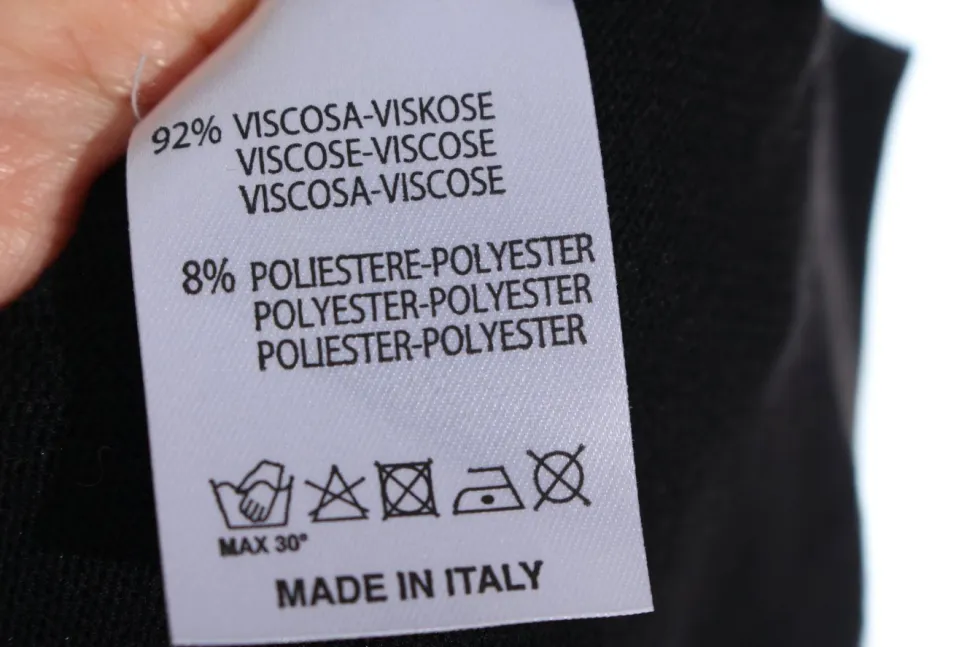 92% VISCOSA-VISKOSE
VISCOSE-VISCOSE
VISCOSA-VISCOSE
8% POLIESTERE-POLYESTER
POLYESTER-POLYESTER
POLIESTER-POLYESTER
MAX 30°
MADE IN ITALY